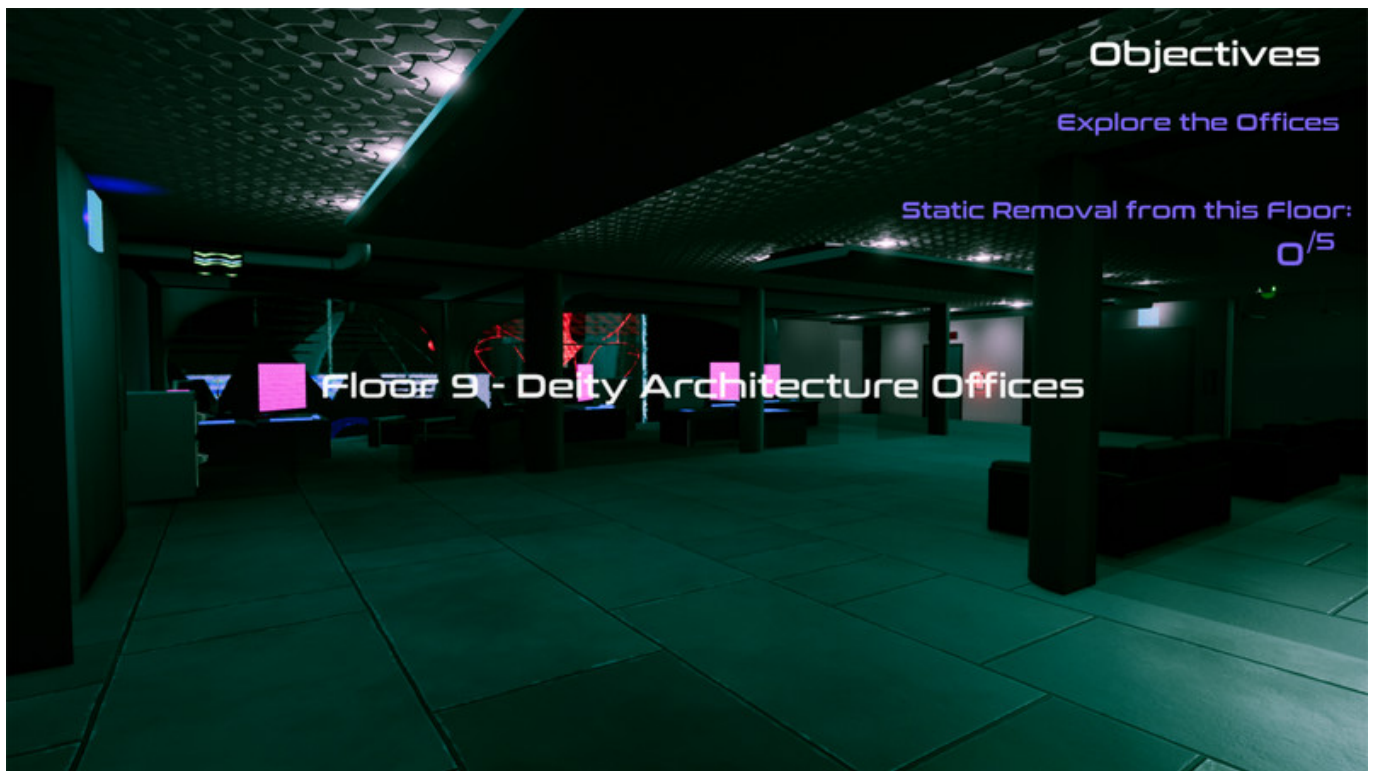 Objectives
Explore the Offices
Static Removal from this Floor:
0/5
Floor 9 - Deity Architecture Offices